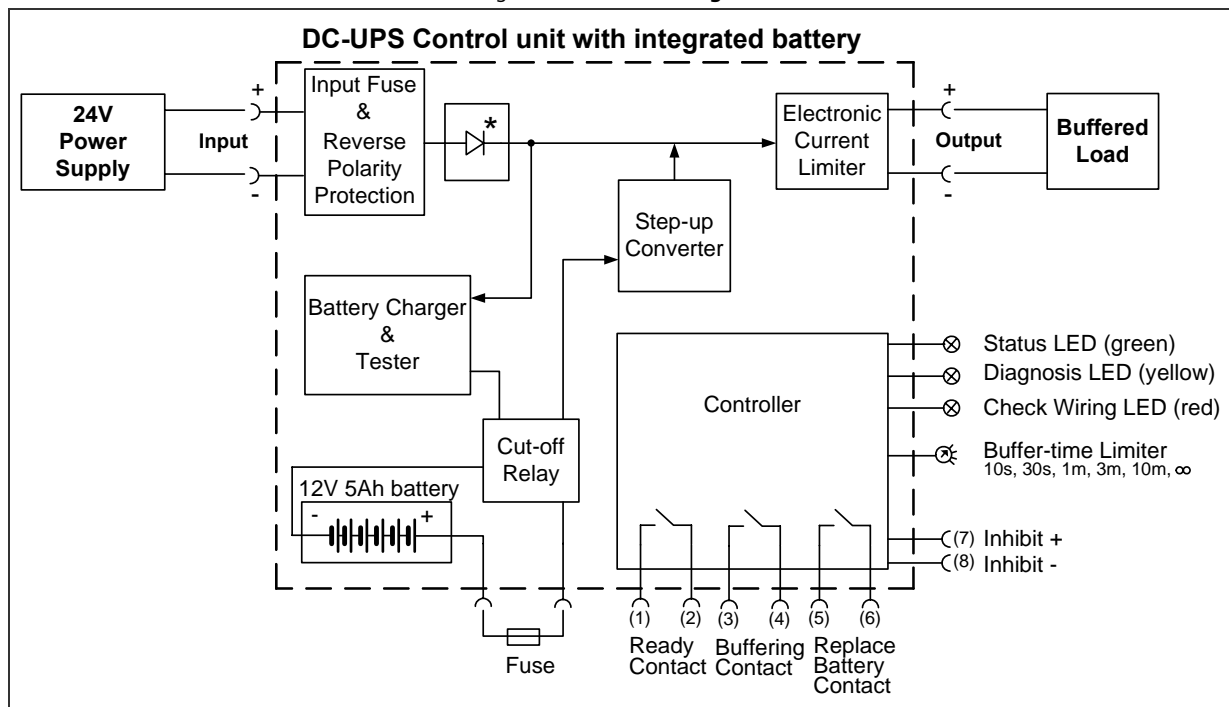 DC-UPS Control unit with integrated battery
24V
Power
Supply
+
Input
-
Input Fuse
&
Reverse
Polarity
Protection
*
Electronic
Current
Limiter
+
Output
-
Buffered
Load
Step-up
Converter
Battery Charger
&
Tester
Cut-off
Relay
12V 5Ah battery
- +
Fuse
Controller
Status LED (green)
Diagnosis LED (yellow)
Check Wiring LED (red)
Buffer-time Limiter
10s, 30s, 1m, 3m, 10m, ∞
(7) Inhibit +
(8) Inhibit -
(1) (2) (3) (4) (5) (6)
Ready
Contact
Buffering
Contact
Replace
Battery
Contact